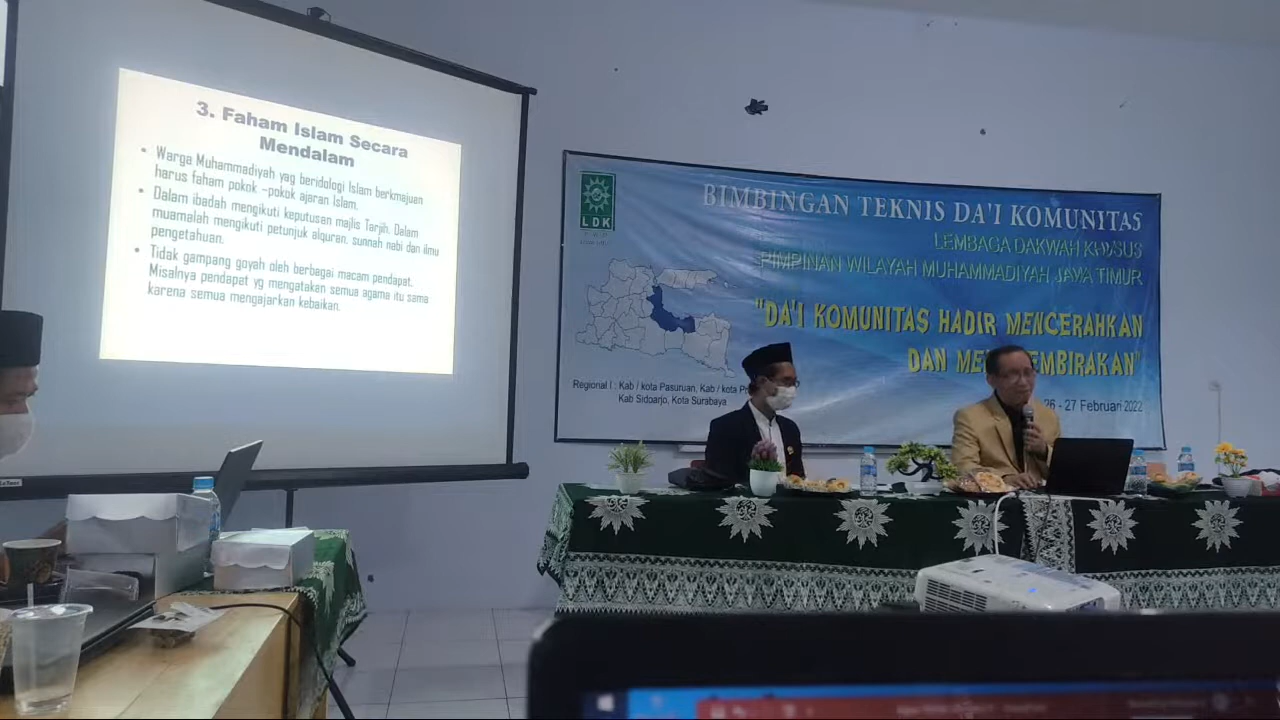 3. Faham Islam Secara
Mendalam
• Warga Muhammadiyah yag beridologi Islam berkmajuan
harus faham pokok –pokok ajaran Islam.
• Dalam ibadah mengikuti keputusan majlis Tarjih. Dalam
muamalah mengikuti petunjuk alquran, sunnah nabi dan ilmu
pengetahuan.
• Tidak gampang goyah oleh berbagai macam pendapat.
Misalnya pendapat yg mengatakan semua agama itu sama
karena semua mengajarkan kebaikan.
LDK
BIMBINGAN TEKNIS DA'I KOMUNITAS
LEMBAGA DAKWAH KHUSUS
PIMPINAN WILAYAH MUHAMMADIYAH JAWA TIMUR
"DA'I KOMUNITAS HADIR MENCERAHKAN
DAN
Regional I : Kab / kota Pasuruan, Kab / kota
Kab Sidoarjo, Kota Surabaya
26 - 27 Februari 2022